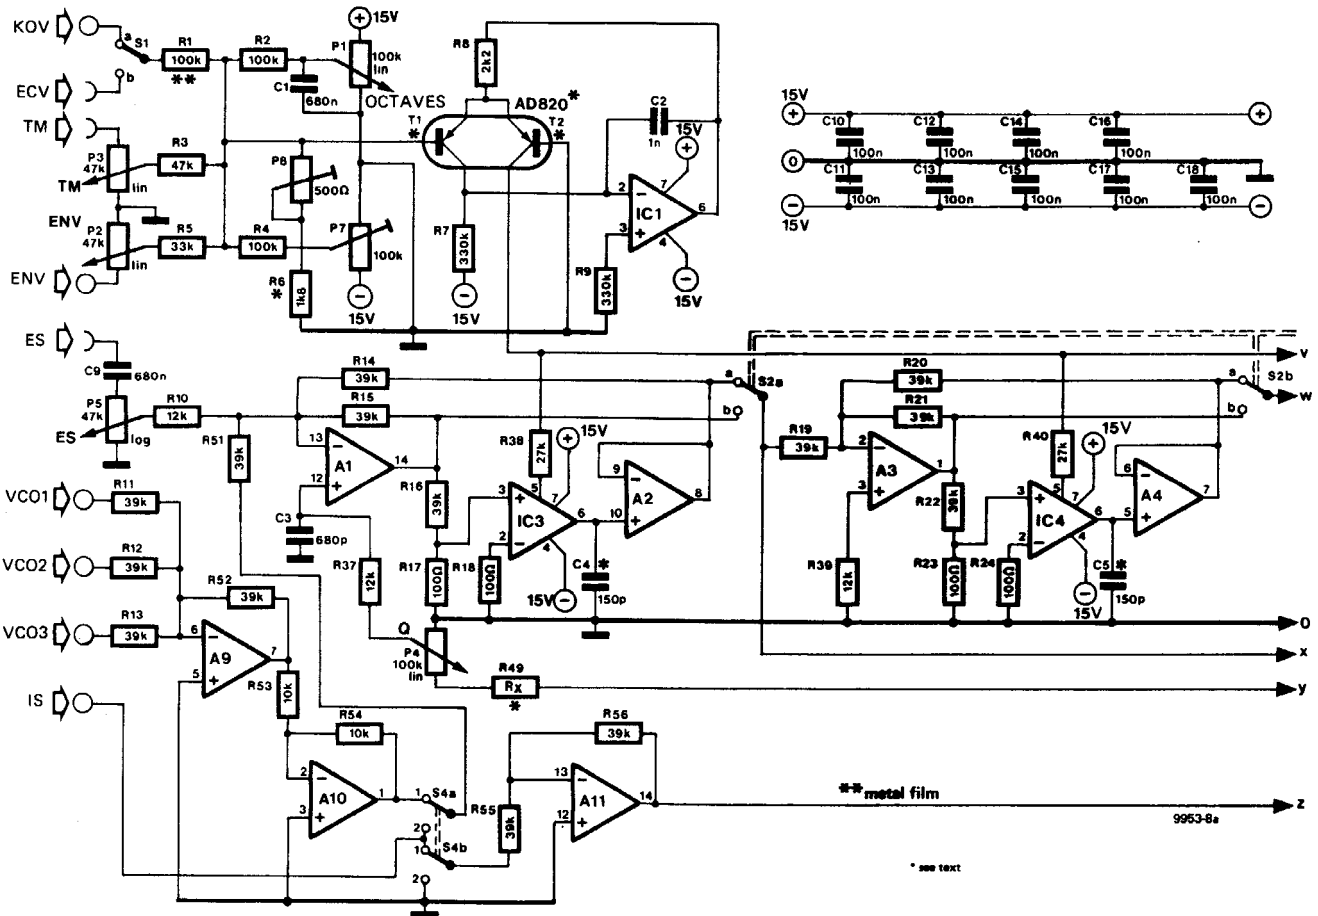 KOV
a
S1
b
R1
100k
**
R2
100k
15V
P1
100k
lin
C1
680n
OCTAVES
ECV
TM
P3
47k
lin
TM
R3
47k
ENV
P2
47k
lin
ENV
R5
33k
R4
100k
P8
500Ω
P7
100k
15V
R6
*
1k8
R8
2k2
AD820*
T1
*
T2
*
C2
1n
15V
2
7
IC1
6
3
4
15V
R7
330k
15V
R9
330k
15V
C10
100n
C12
100n
C14
100n
C16
100n
0
C11
100n
C13
100n
C15
100n
C17
100n
C18
100n
15V
ES
C9
680n
P5
47k
log
ES
R10
12k
R51
39k
R14
39k
R15
39k
13
A1
14
12
C3
680p
R37
12k
R16
39k
R17
100Ω
R18
100Ω
R38
27k
15V
3
5
7
IC3
6
2
4
15V
C4
*
150p
9
A2
8
10
a
S2a
b
R19
39k
R20
39k
R21
39k
2
A3
1
3
R39
12k
R22
39k
R23
100Ω
R24
100Ω
R40
27k
15V
3
5
7
IC4
6
2
4
15V
C5
*
150p
6
A4
7
5
a
S2b
b
v
w
0
x
y
z
VCO1
R11
39k
VCO2
R12
39k
VCO3
R13
39k
R52
39k
6
A9
7
5
R53
10k
IS
R54
10k
2
A10
1
3
Q
P4
100k
lin
R49
Rx
*
1
S4a
2
1
S4b
2
R55
39k
R56
39k
13
A11
14
12
** metal film
9953-8a
* see text